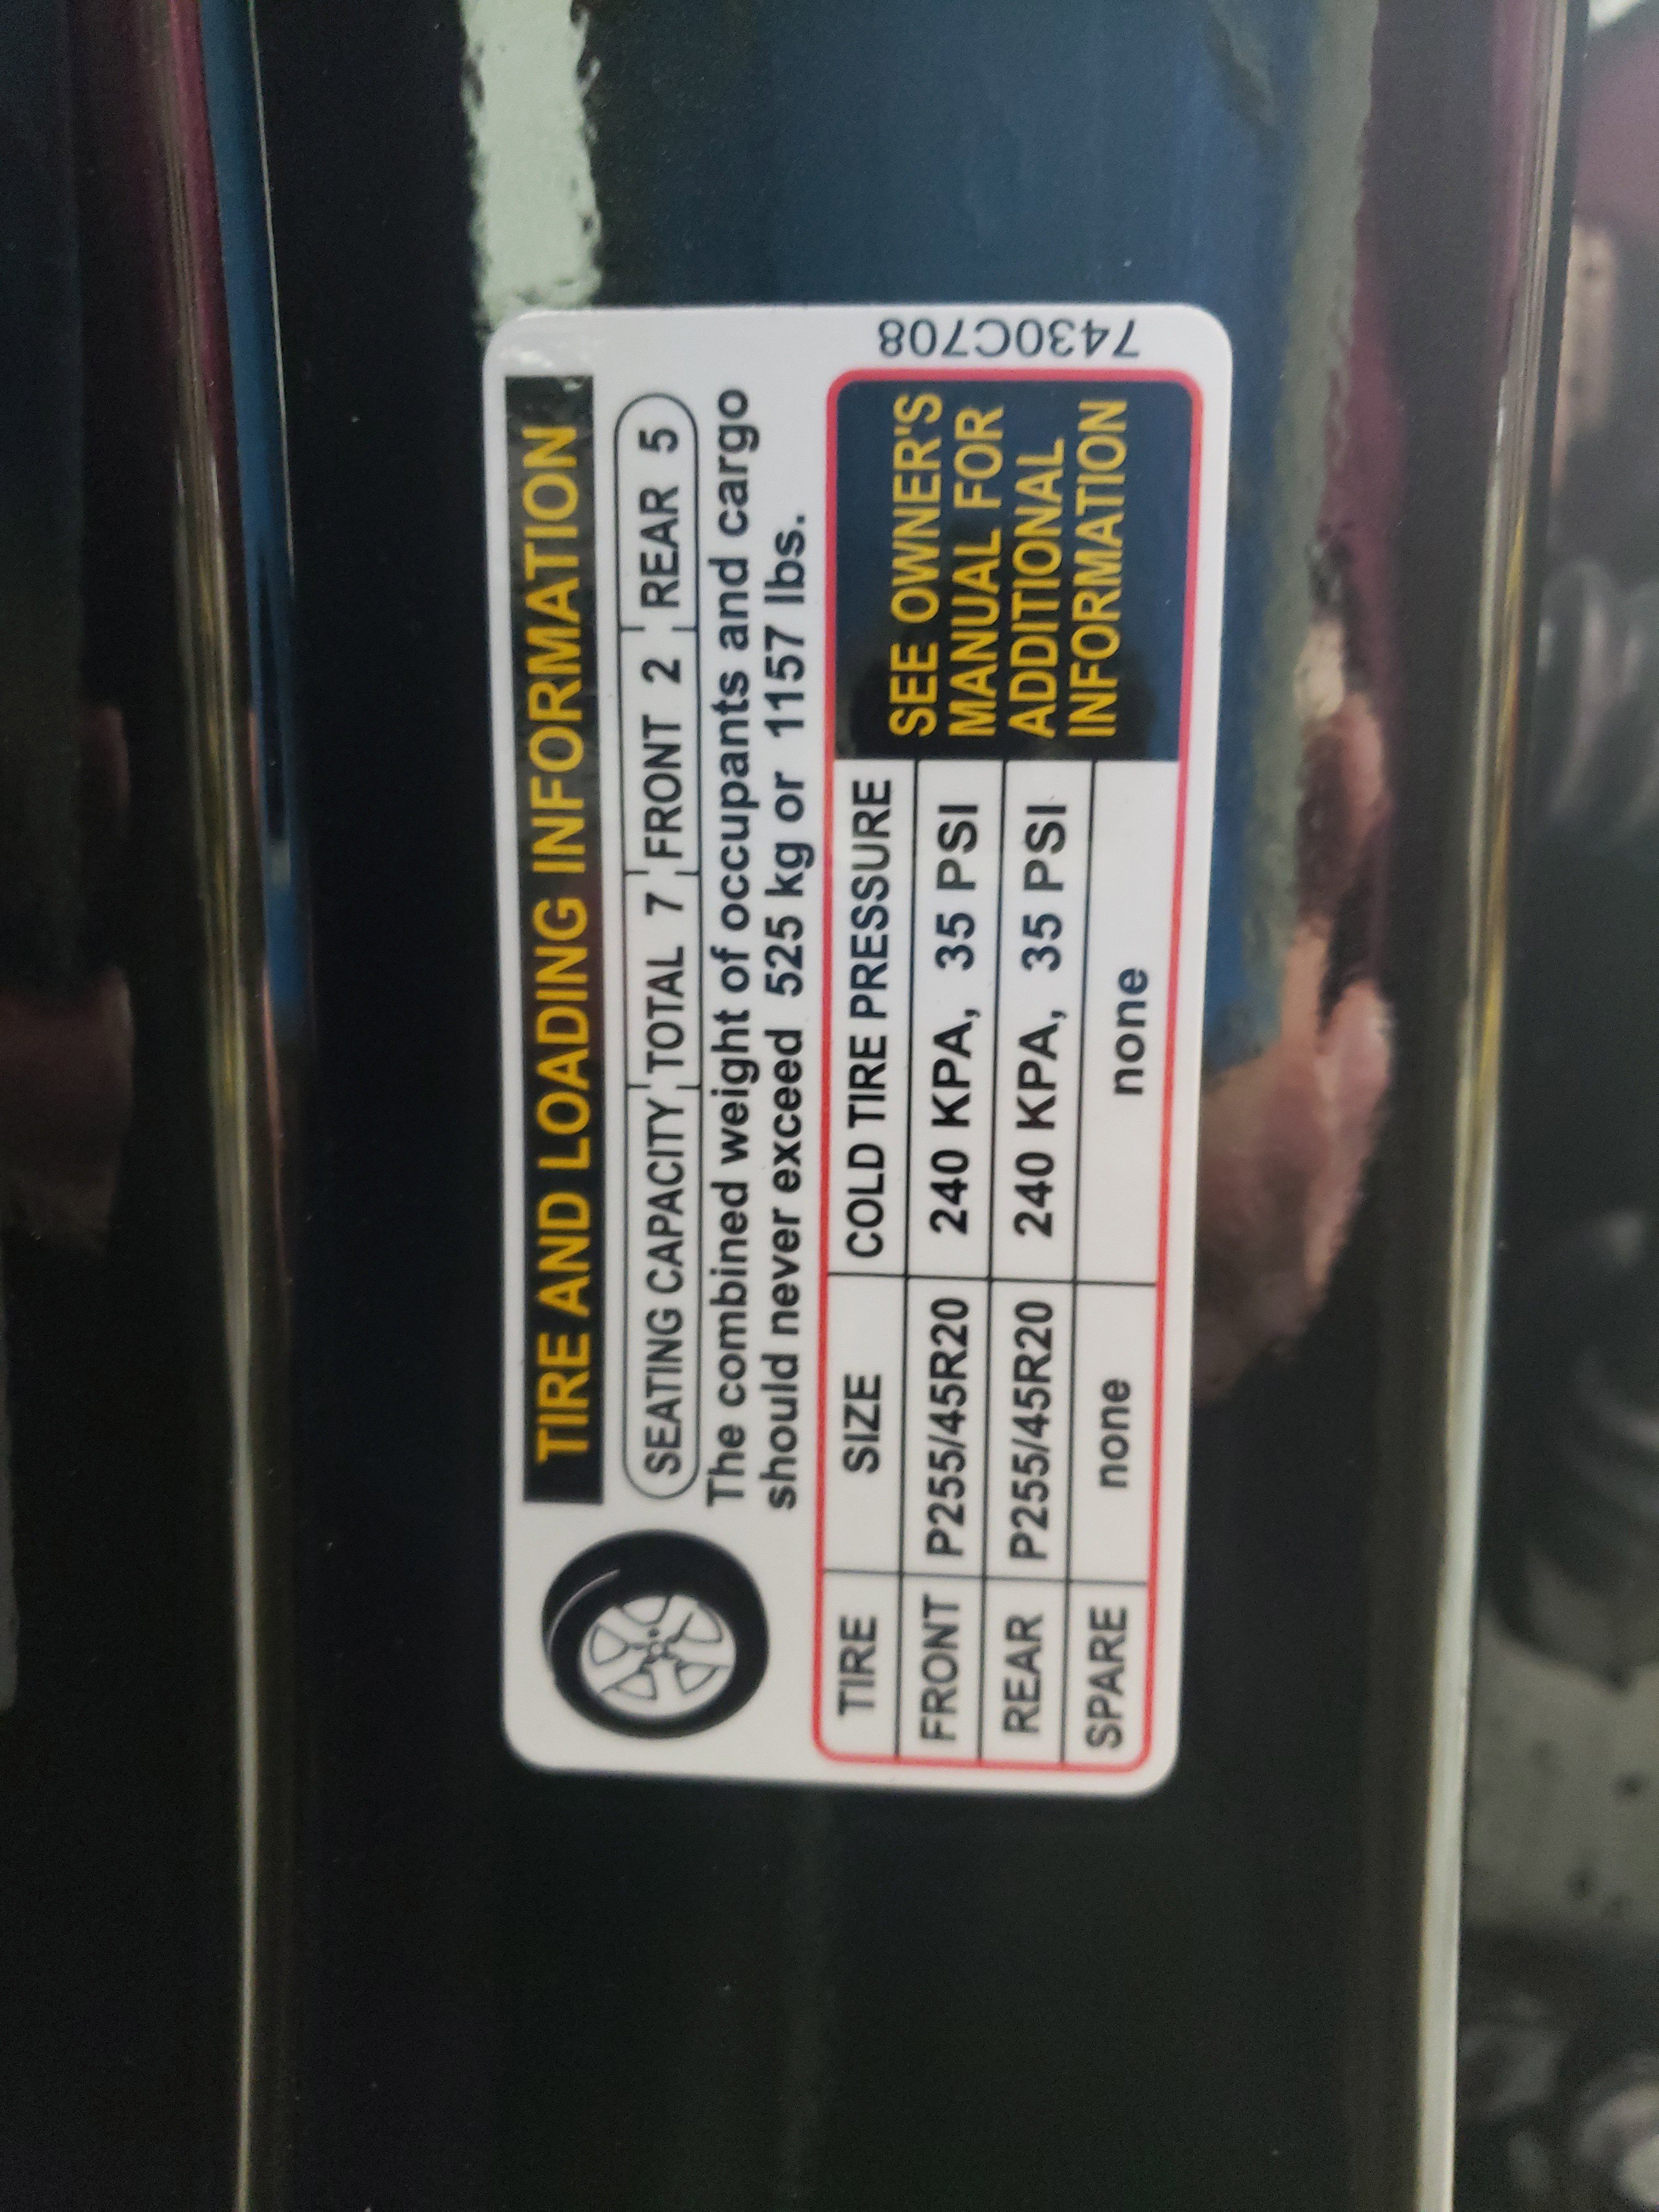 TIRE AND LOADING INFORMATION
SEATING CAPACITY TOTAL 7 FRONT 2 REAR 5
The combined weight of occupants and cargo
should never exceed 525 kg or 1157 lbs.
TIRE SIZE COLD TIRE PRESSURE
FRONT P255/45R20 240 KPA, 35 PSI
REAR P255/45R20 240 KPA, 35 PSI
SPARE none none
SEE OWNER'S
MANUAL FOR
ADDITIONAL
INFORMATION
7430C708